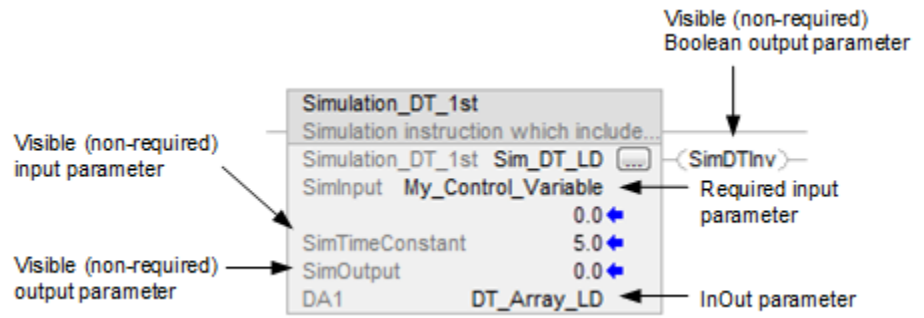 Visible (non-required)
Boolean output parameter
Simulation_DT_1st
Simulation instruction which include...
Simulation_DT_1st Sim_DT_LD ... SimDTInv
Visible (non-required)
input parameter
SimInput My_Control_Variable
0.0
Required input
parameter
SimTimeConstant 5.0
Visible (non-required)
output parameter
SimOutput 0.0
DA1 DT_Array_LD
InOut parameter